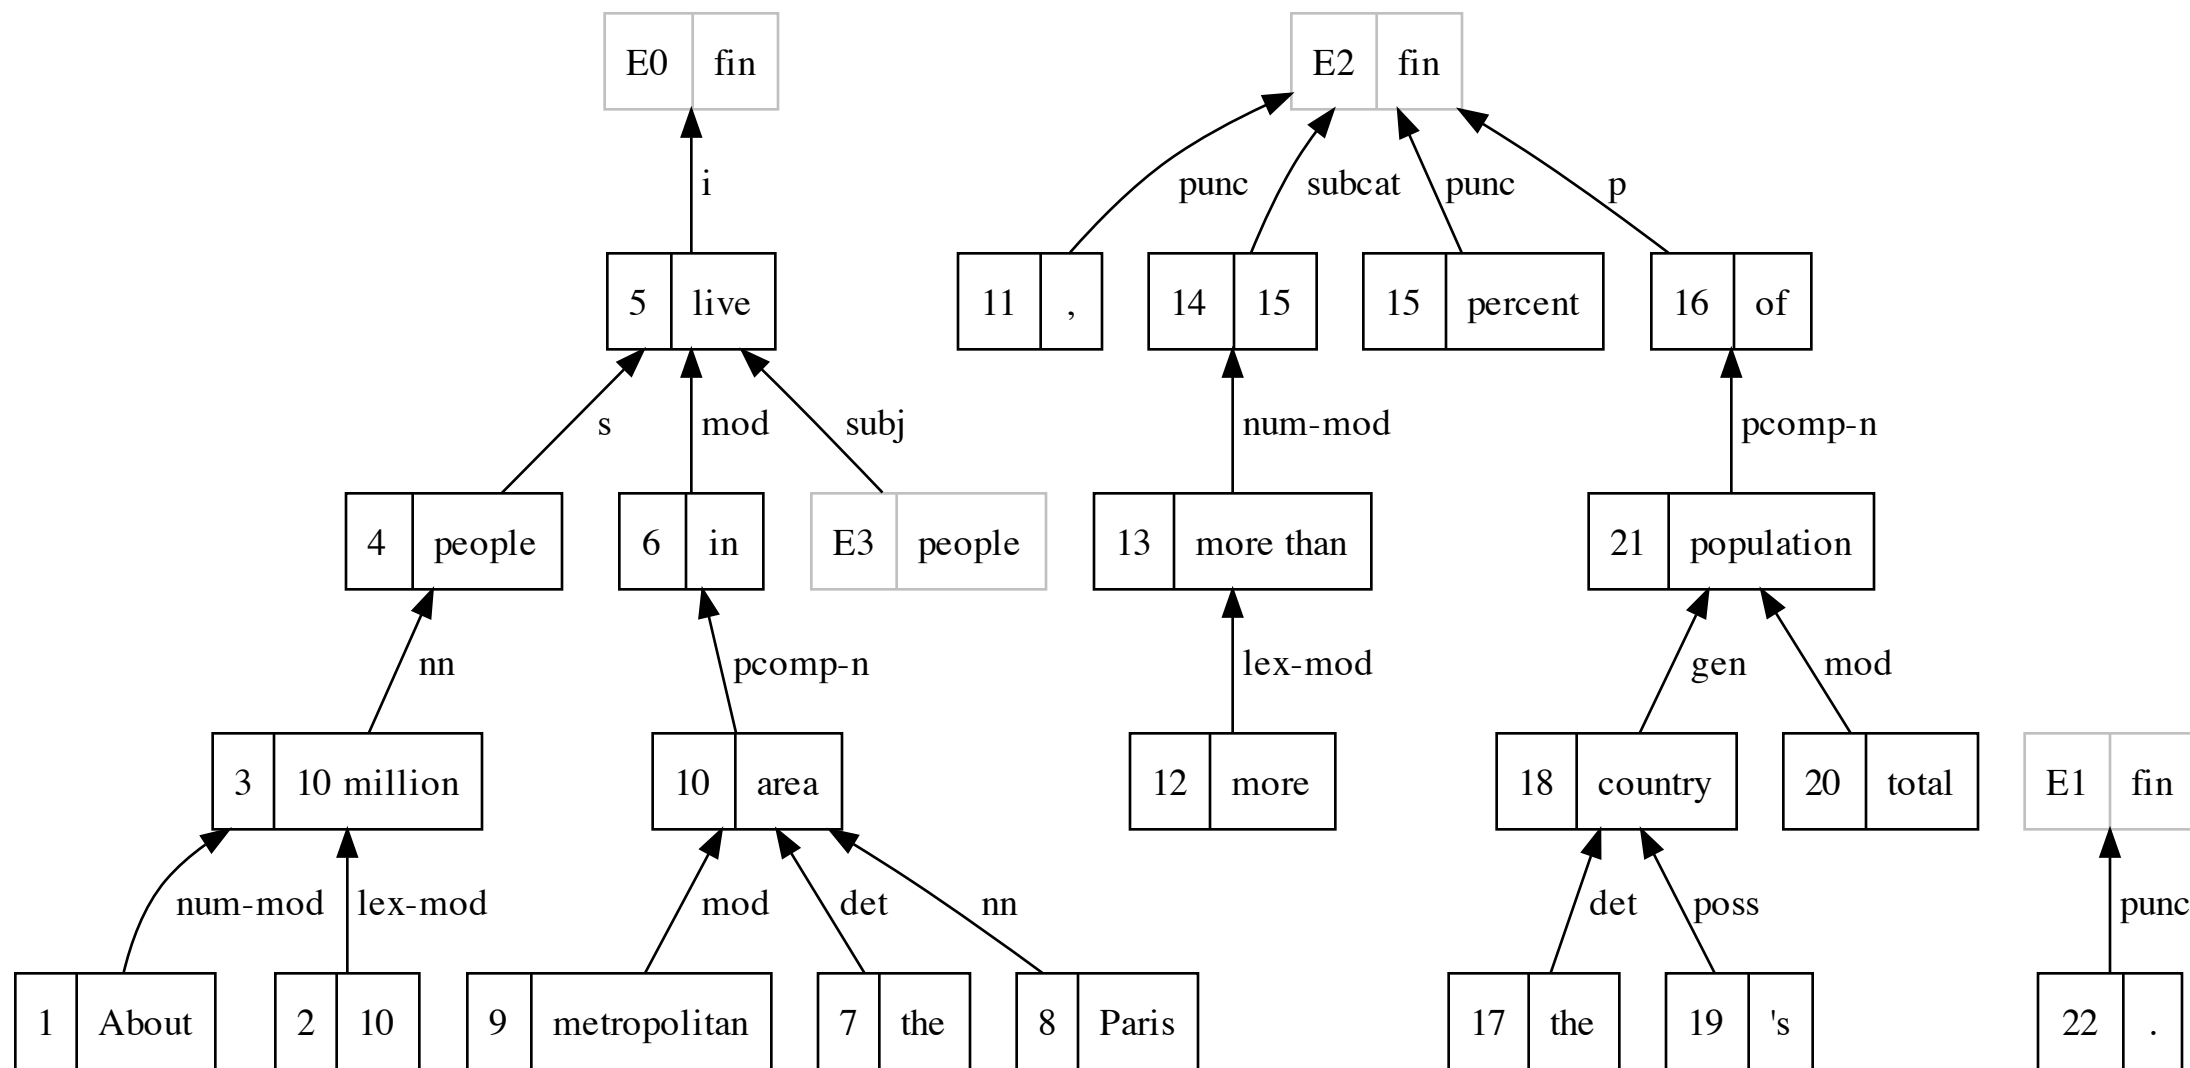 E0 fin E2 fin
i punc subcat punc p
5 live 11 , 14 15 15 percent 16 of
s mod subj num-mod pcomp-n
4 people 6 in E3 people 13 more than 21 population
nn pcomp-n lex-mod gen mod
3 10 million 10 area 12 more 18 country 20 total E1 fin
num-mod lex-mod mod det nn det poss punc
1 About 2 10 9 metropolitan 7 the 8 Paris 17 the 19 's 22 .